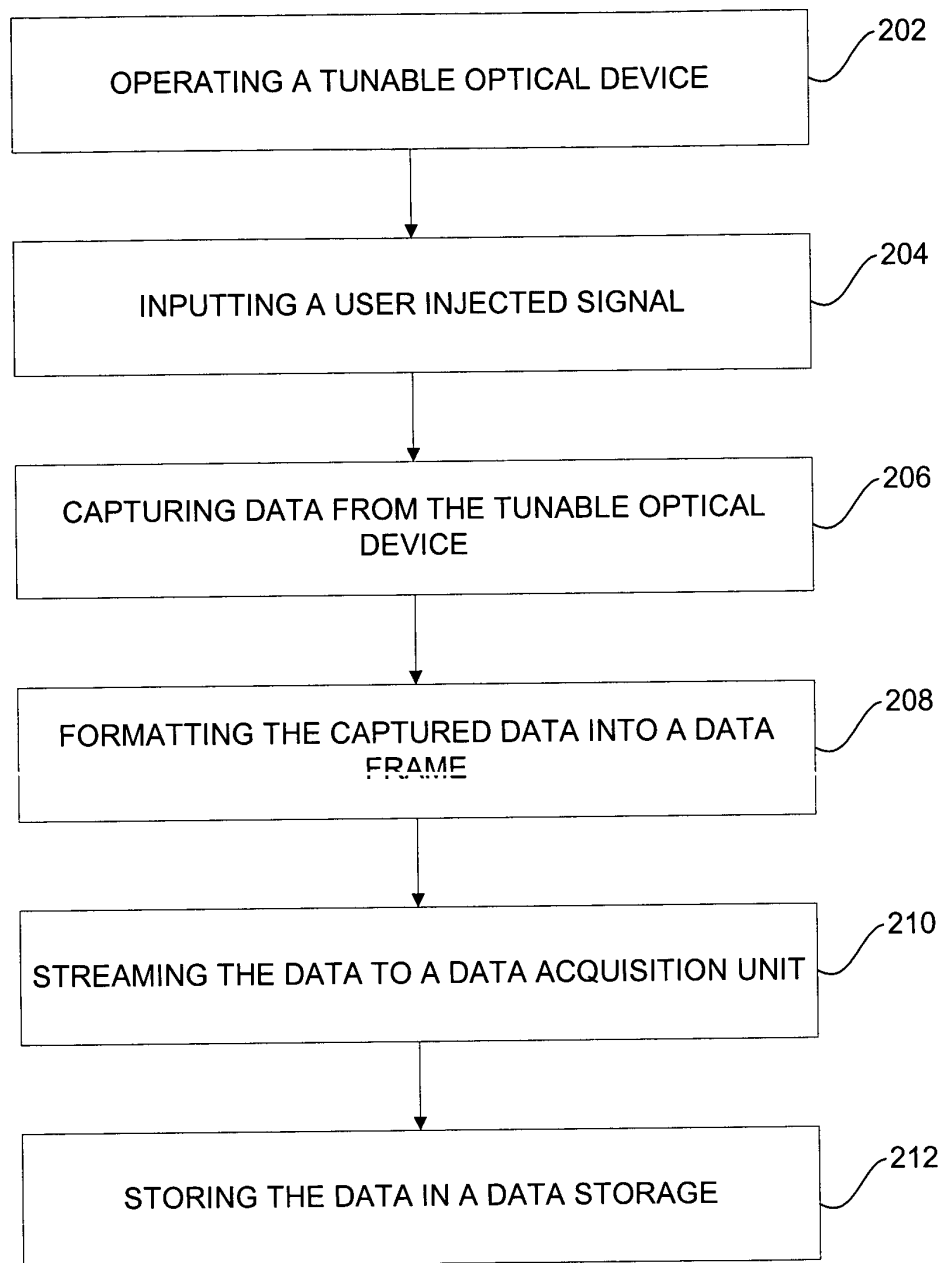 202
OPERATING A TUNABLE OPTICAL DEVICE
204
INPUTTING A USER INJECTED SIGNAL
206
CAPTURING DATA FROM THE TUNABLE OPTICAL
DEVICE
208
FORMATTING THE CAPTURED DATA INTO A DATA
FRAME
210
STREAMING THE DATA TO A DATA ACQUISITION UNIT
212
STORING THE DATA IN A DATA STORAGE